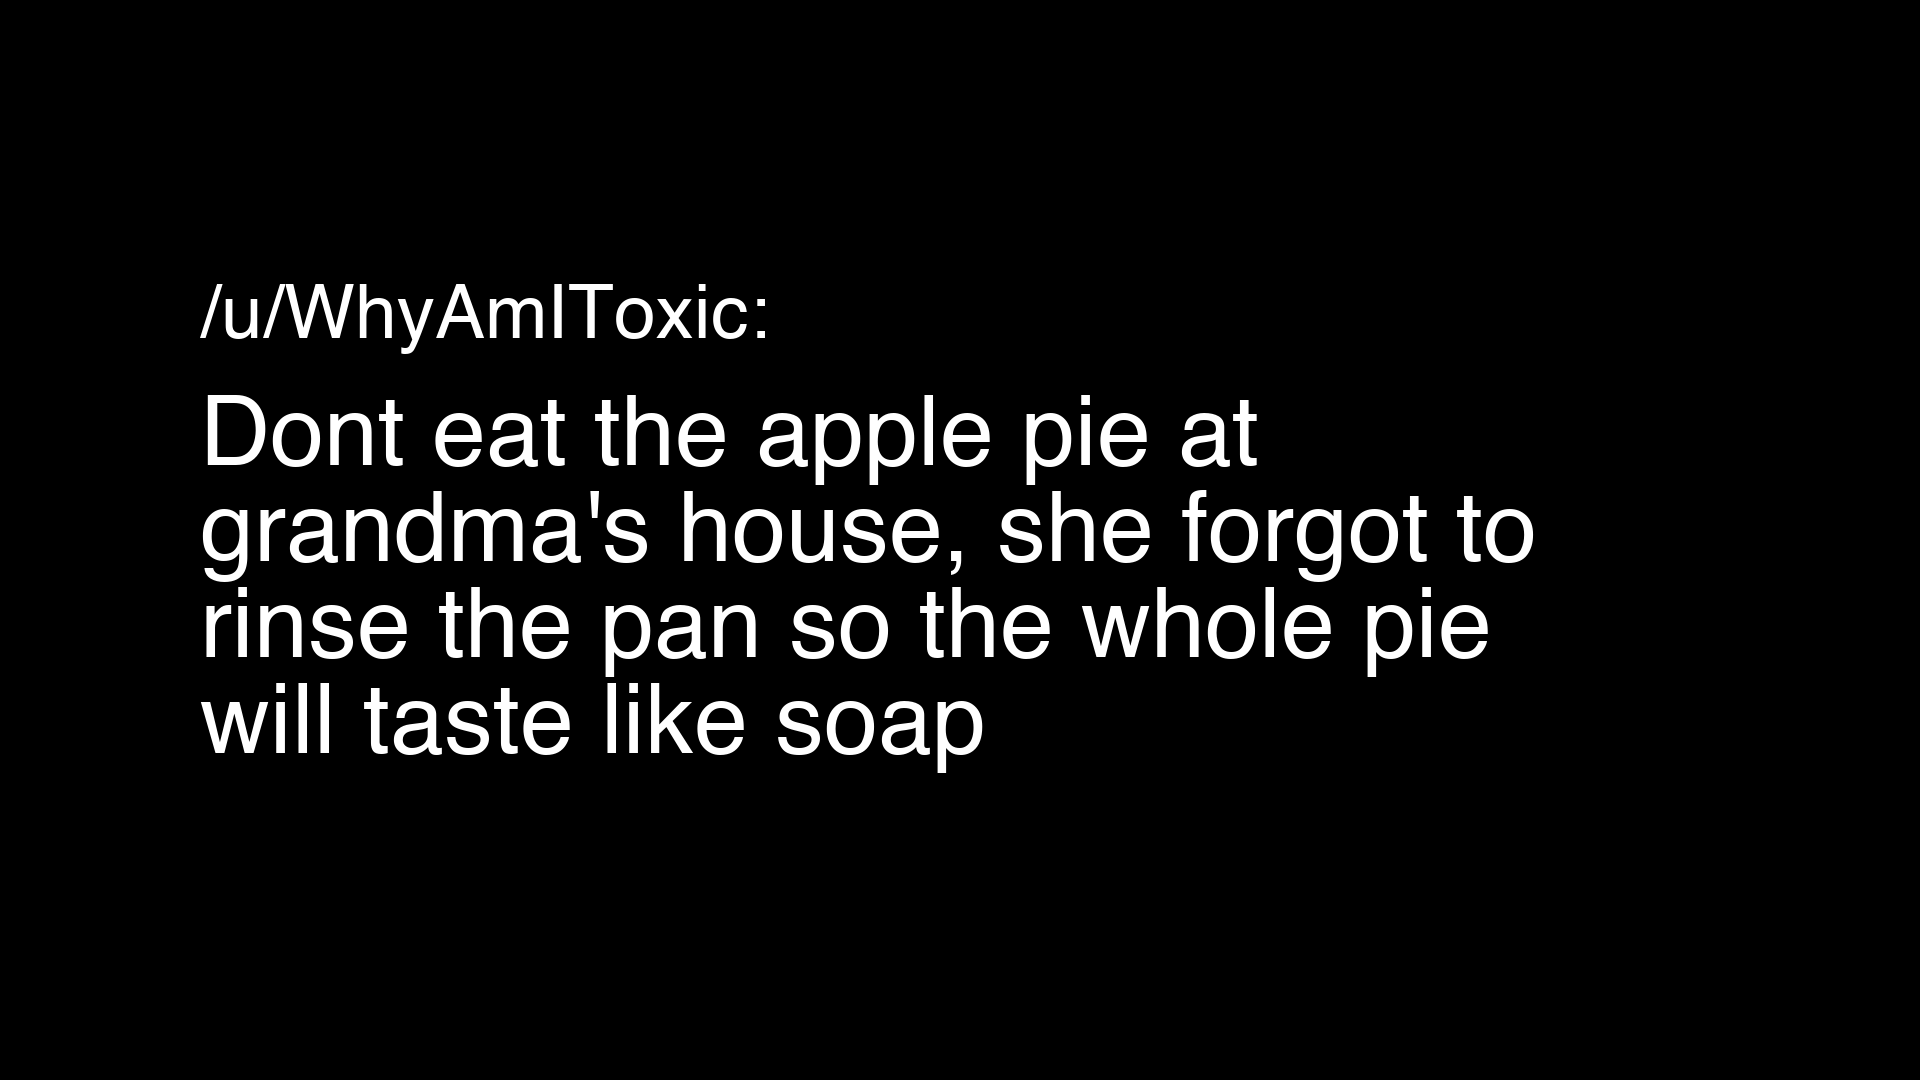 /u/WhyAmIToxic:
Dont eat the apple pie at
grandma's house, she forgot to
rinse the pan so the whole pie
will taste like soap